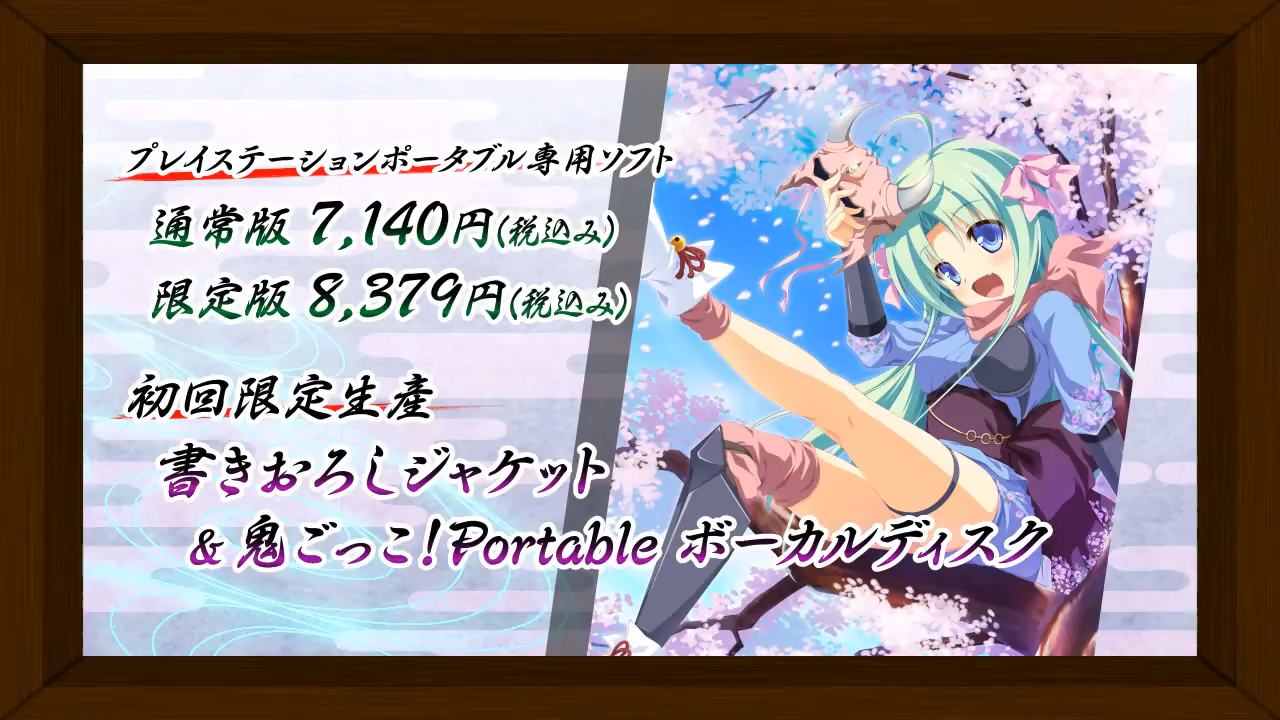 プレイステーションポータブル専用ソフト
通常版 7,140円(税込み)
限定版 8,379円(税込み)
初回限定生産
書きおろしジャケット
&鬼ごっこ!Portable ボーカルディスク